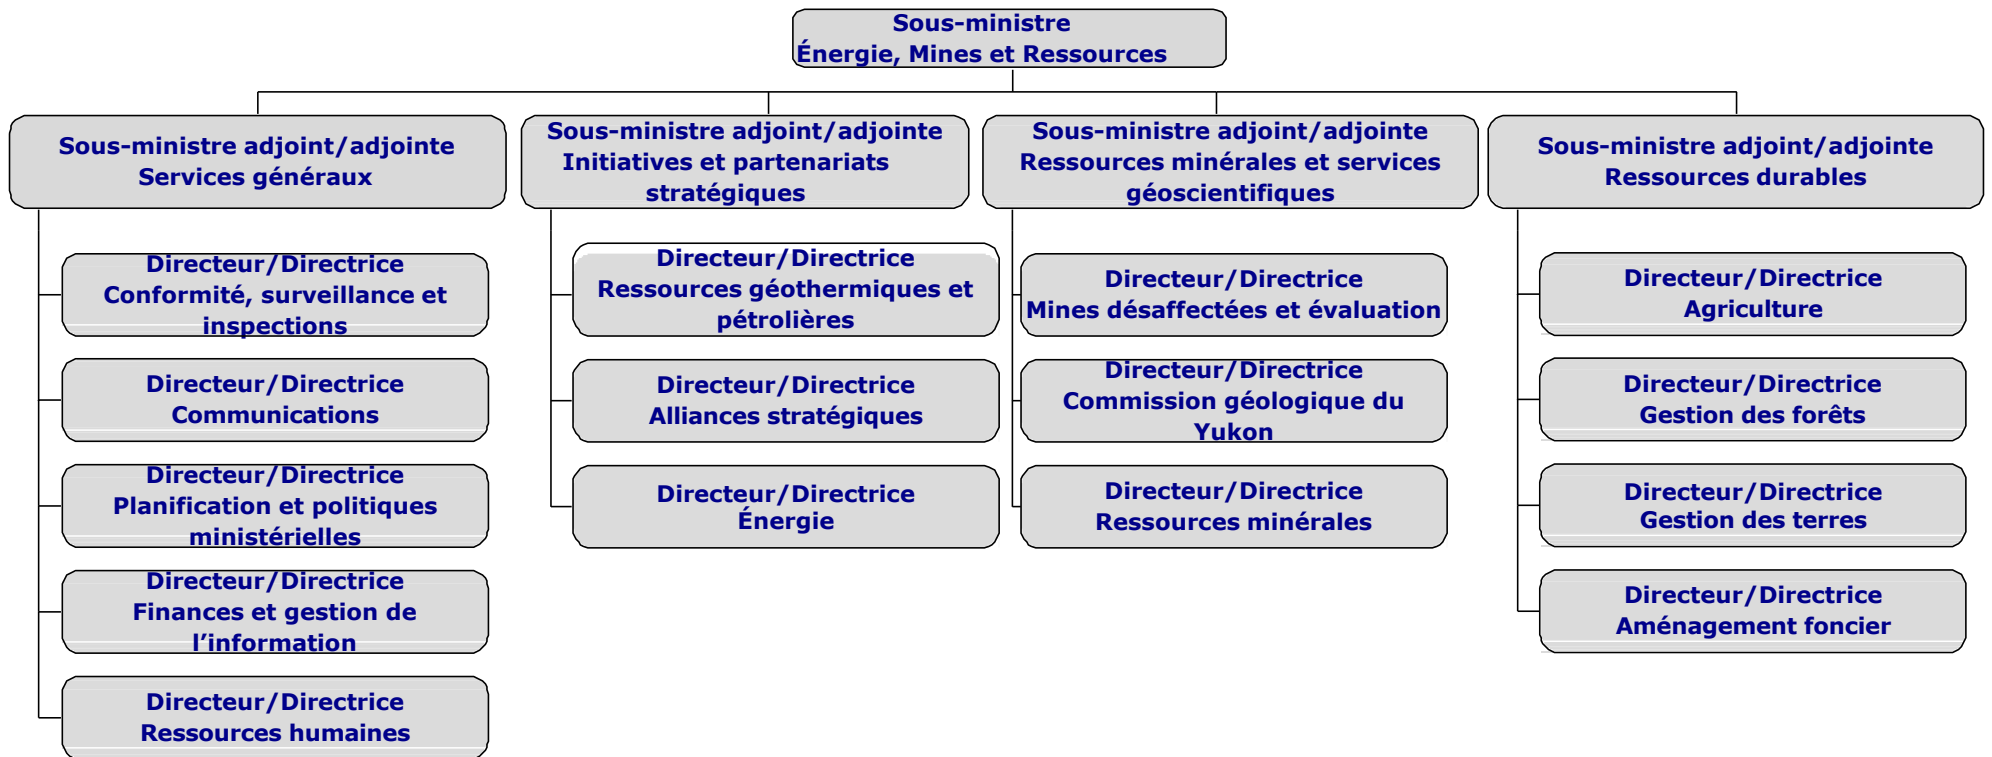 Sous-ministre
Énergie, Mines et Ressources
Sous-ministre adjoint/adjointe
Services généraux
Directeur/Directrice
Conformité, surveillance et
inspections
Directeur/Directrice
Communications
Directeur/Directrice
Planification et politiques
ministérielles
Directeur/Directrice
Finances et gestion de
l’information
Directeur/Directrice
Ressources humaines
Sous-ministre adjoint/adjointe
Initiatives et partenariats
stratégiques
Directeur/Directrice
Ressources géothermiques et
pétrolières
Directeur/Directrice
Alliances stratégiques
Directeur/Directrice
Énergie
Sous-ministre adjoint/adjointe
Ressources minérales et services
géoscientifiques
Directeur/Directrice
Mines désaffectées et évaluation
Directeur/Directrice
Commission géologique du
Yukon
Directeur/Directrice
Ressources minérales
Sous-ministre adjoint/adjointe
Ressources durables
Directeur/Directrice
Agriculture
Directeur/Directrice
Gestion des forêts
Directeur/Directrice
Gestion des terres
Directeur/Directrice
Aménagement foncier